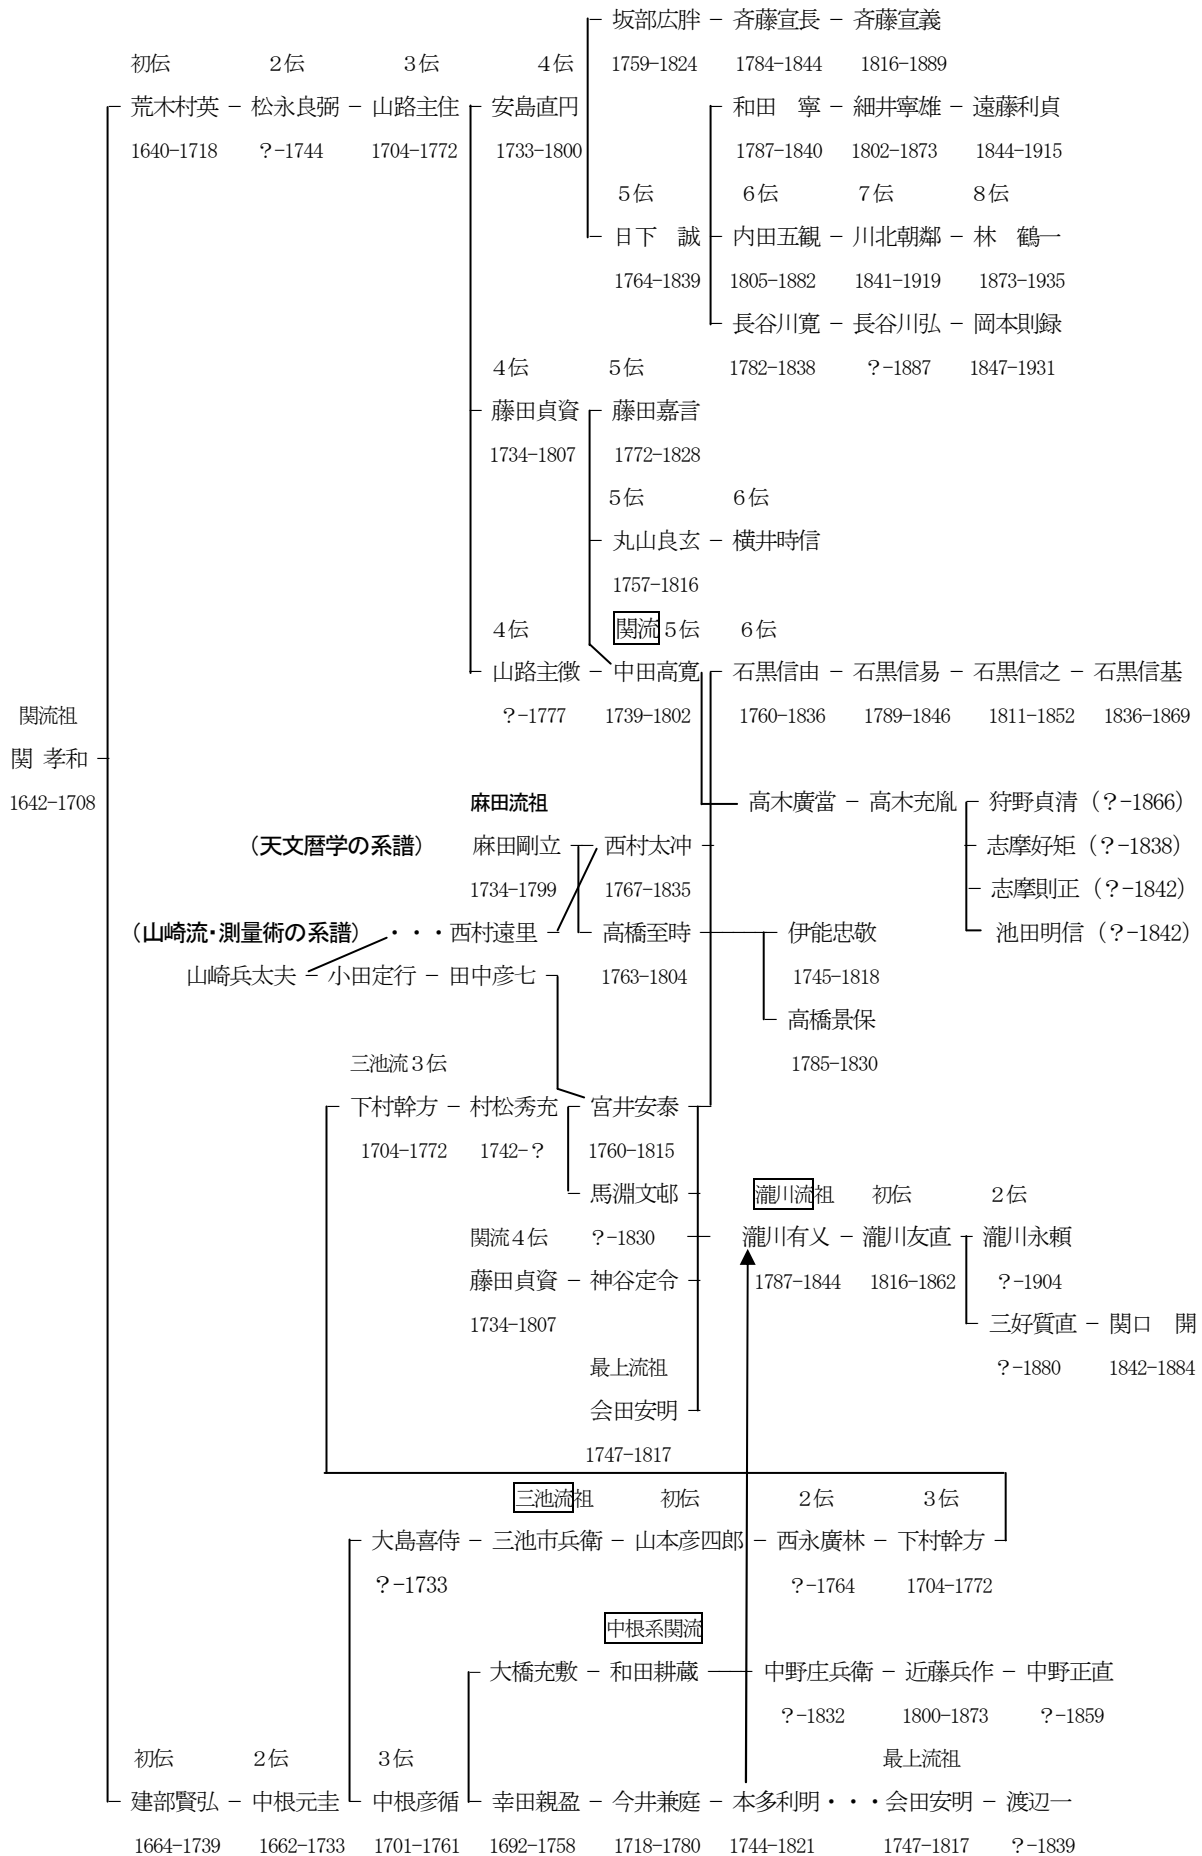 坂部広胖 － 斉藤宣長 － 斉藤宣義
初伝 ２伝 ３伝 ４伝 1759–1824 1784–1844 1816–1889
荒木村英 － 松永良弼 － 山路主住 安島直円 和田　寧 － 細井寧雄 － 遠藤利貞
1640–1718 ？–1744 1704–1772 1733–1800 1787–1840 1802–1873 1844–1915
５伝 ６伝 ７伝 ８伝
日下　誠 内田五観 － 川北朝鄰 － 林　鶴一
1764–1839 1805–1882 1841–1919 1873–1935
長谷川寛 － 長谷川弘 － 岡本則録
４伝 ５伝 1782–1838 ？–1887 1847–1931
藤田貞資 藤田嘉言
1734–1807 1772–1828
５伝 ６伝
丸山良玄 － 横井時信
1757–1816
４伝 関流５伝 ６伝
山路主徴 － 中田高寛 石黒信由 － 石黒信易 － 石黒信之 － 石黒信基
関流祖 ？–1777 1739–1802 1760–1836 1789–1846 1811–1852 1836–1869
関 孝和
1642–1708 麻田流祖 高木廣當 － 高木充胤 狩野貞清（？–1866）
（天文暦学の系譜） 麻田剛立 西村太冲 志摩好矩（？–1838）
1734–1799 1767–1835 志摩則正（？–1842）
（山崎流・測量術の系譜） ・・・西村遠里 高橋至時 伊能忠敬 池田明信（？–1842）
山崎兵太夫 － 小田定行 － 田中彦七 1763–1804 1745–1818
高橋景保
三池流３伝 1785–1830
下村幹方 － 村松秀充 宮井安泰
1704–1772 1742–？ 1760–1815
馬淵文邸 瀧川流祖 初伝 ２伝
関流４伝 ？–1830 瀧川有乂 － 瀧川友直 瀧川永頼
藤田貞資 － 神谷定令 1787–1844 1816–1862 ？–1904
1734–1807 三好質直 － 関口　開
最上流祖 ？–1880 1842–1884
会田安明
1747–1817
三池流祖 初伝 ２伝 ３伝
大島喜侍 － 三池市兵衛 － 山本彦四郎 － 西永廣林 － 下村幹方
？–1733 ？–1764 1704–1772
中根系関流
大橋充敷 － 和田耕蔵 中野庄兵衛 － 近藤兵作 － 中野正直
？–1832 1800–1873 ？–1859
初伝 ２伝 ３伝 最上流祖
建部賢弘 － 中根元圭 中根彦循 幸田親盈 － 今井兼庭 － 本多利明・・・会田安明 － 渡辺一
1664–1739 1662–1733 1701–1761 1692–1758 1718–1780 1744–1821 1747–1817 ？–1839